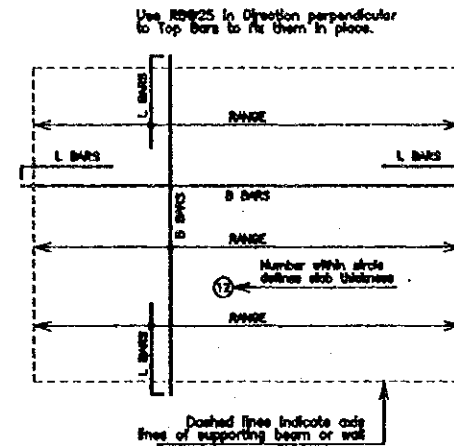 Use RB@25 in Direction perpendicular
to Top Bars to fix them in place.
L BARS
RANGE
L BARS
L BARS
B BARS
B BARS
RANGE
Number within circle
defines slab thickness
12
RANGE
L BARS
Dashed lines indicate axis
lines of supporting beam or wall